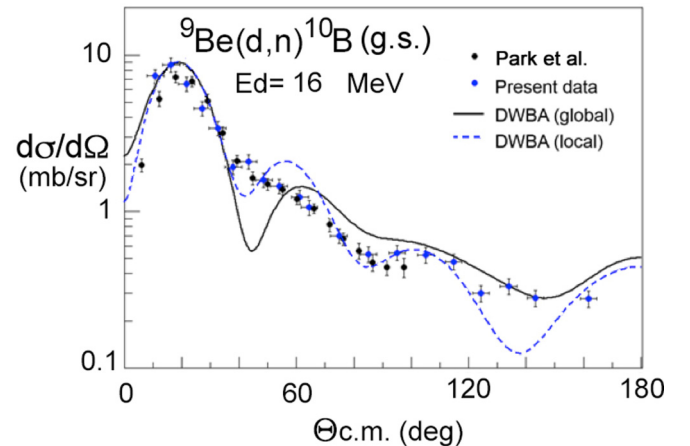 ⁹Be(d,n)¹⁰B (g.s.)
Ed= 16 MeV
Park et al.
Present data
DWBA (global)
DWBA (local)
dσ/dΩ
(mb/sr)
10
1
0.1
0 60 120 180
Θc.m. (deg)